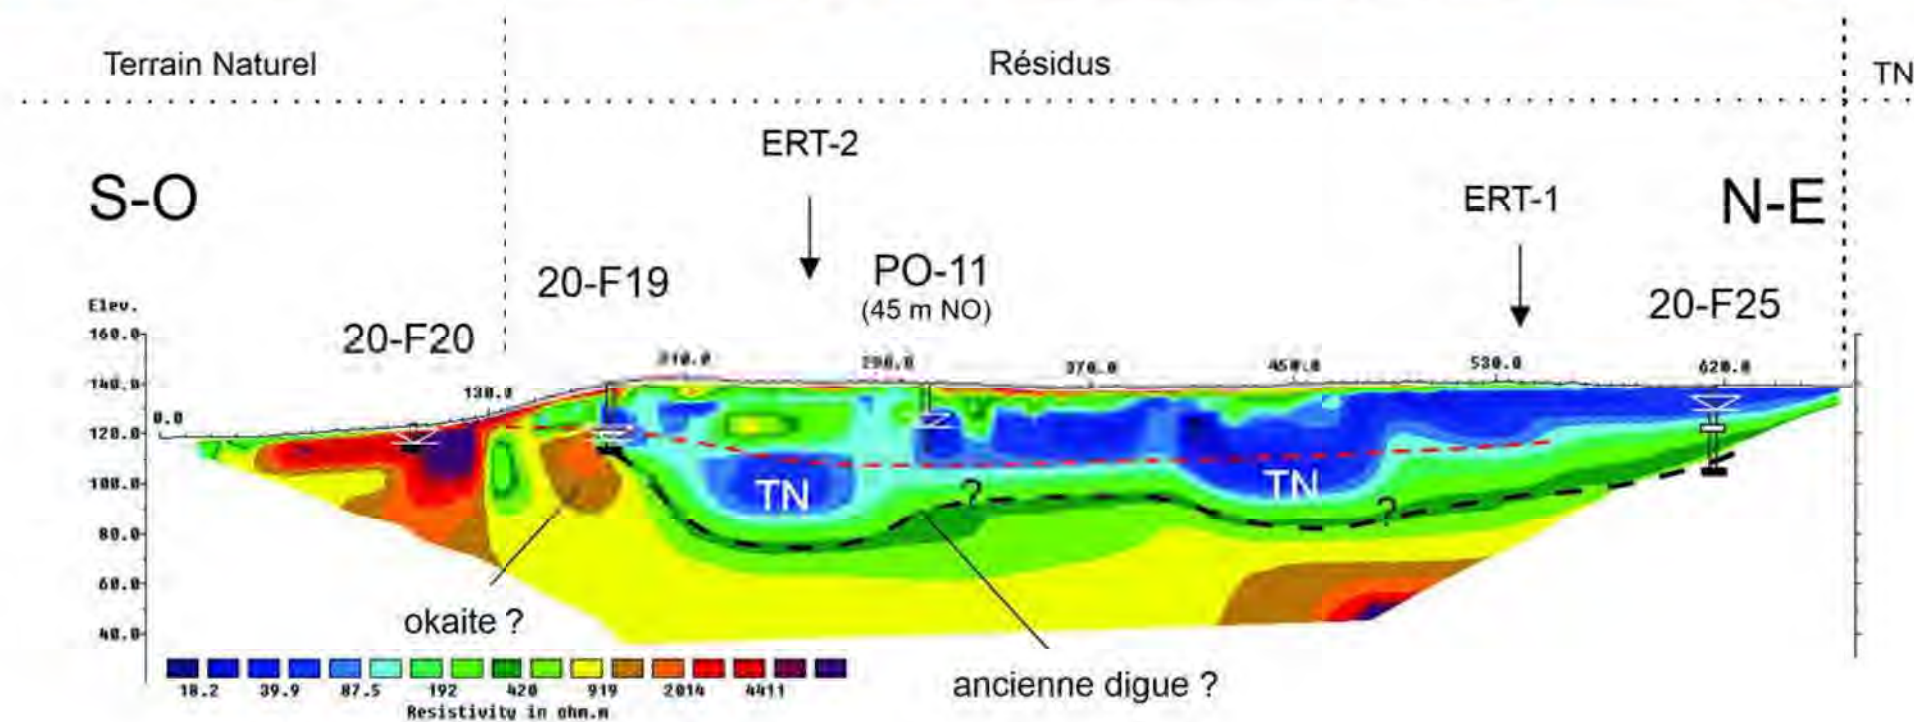 Terrain Naturel
Résidus
TN
ERT-2
S-O
ERT-1
N-E
20-F19
PO-11
(45 m NO)
20-F25
20-F20
Elev.
160.0
140.0
120.0
100.0
80.0
60.0
40.0
0.0
130.0
210.0
290.0
370.0
450.0
530.0
620.0
TN
TN
?
?
okaite ?
ancienne digue ?
18.2 39.9 87.5 192 420 919 2014 4411
Resistivity in ohm.m